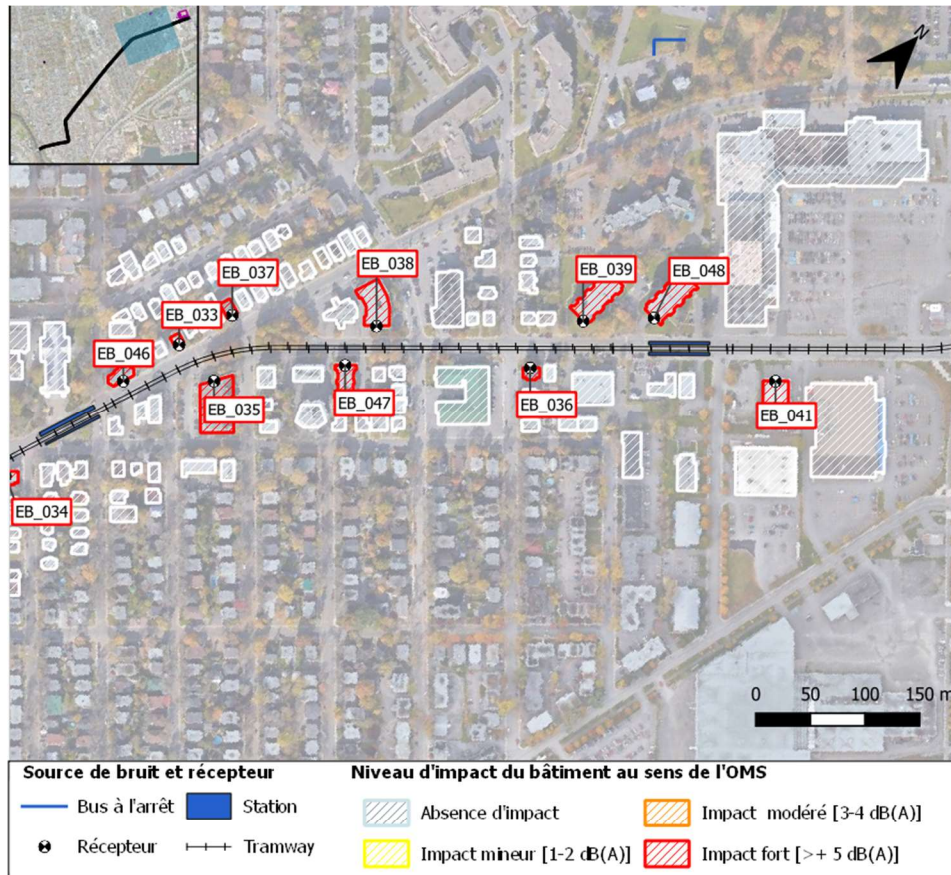 N
EB_037
EB_038
EB_039
EB_048
EB_033
EB_046
EB_035
EB_047
EB_036
EB_041
EB_034
0 50 100 150 m
Source de bruit et récepteur
Niveau d'impact du bâtiment au sens de l'OMS
Bus à l'arrêt
Station
Absence d'impact
Impact modéré [3-4 dB(A)]
Récepteur
Tramway
Impact mineur [1-2 dB(A)]
Impact fort [>+ 5 dB(A)]